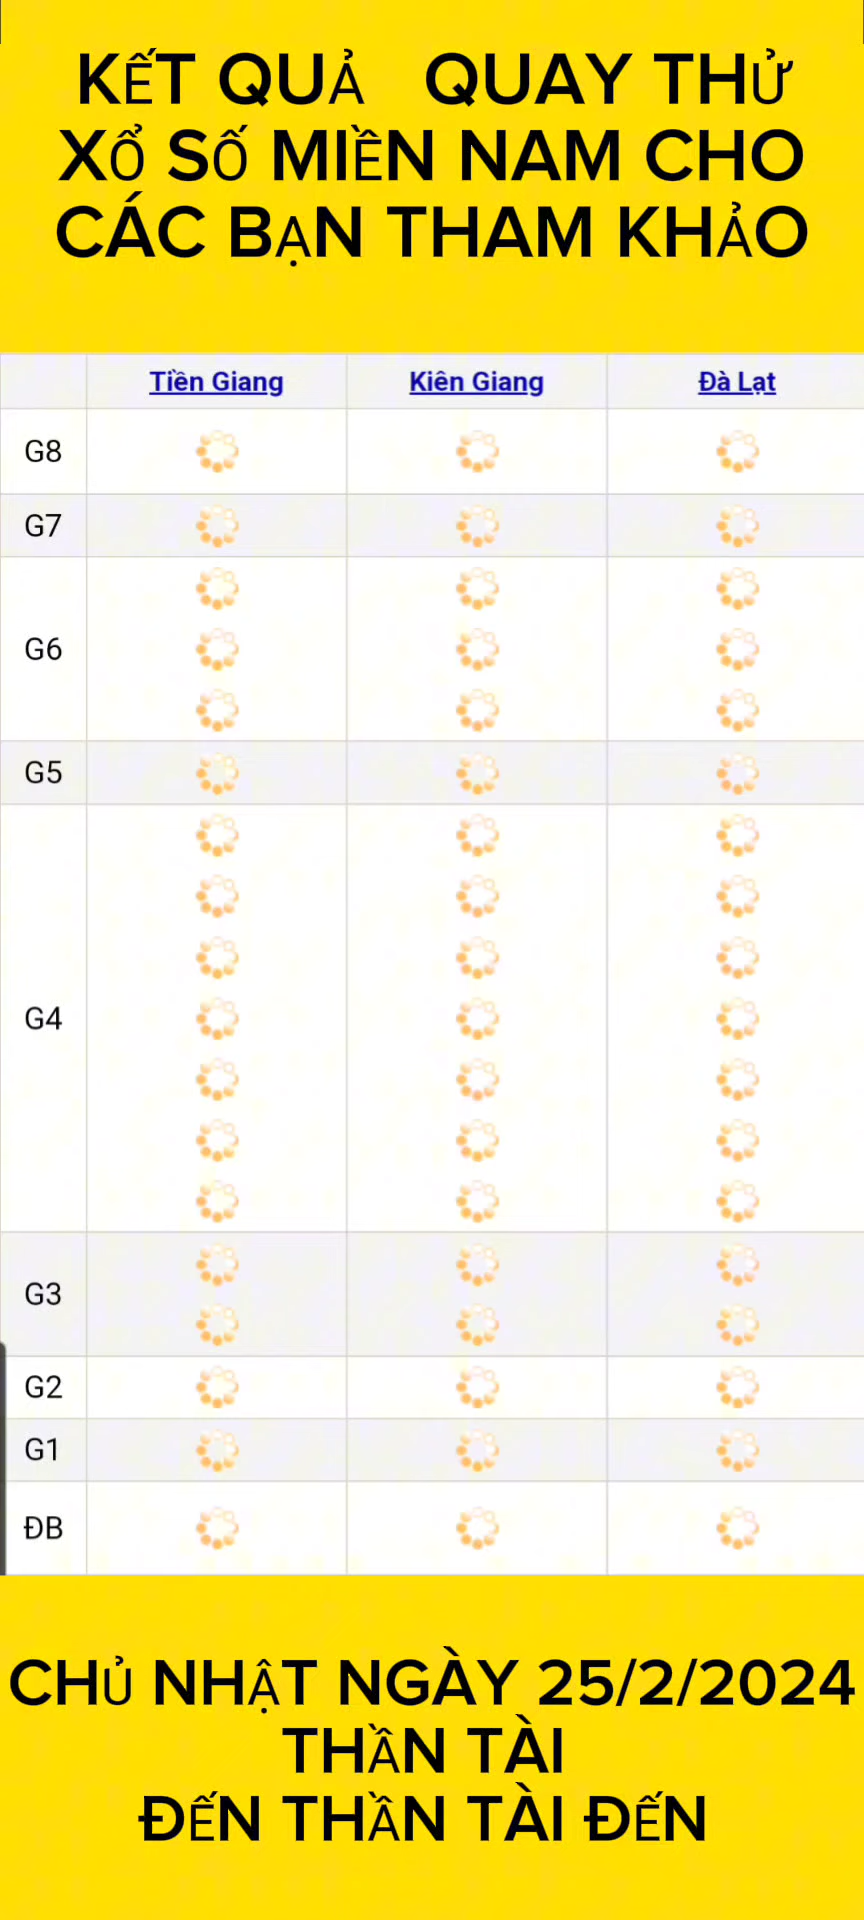 KẾT QUẢ QUAY THỬ
XỔ SỐ MIỀN NAM CHO
CÁC BẠN THAM KHẢO
Tiền Giang Kiên Giang Đà Lạt
G8
G7
G6
G5
G4
G3
G2
G1
ĐB
CHỦ NHẬT NGÀY 25/2/2024
THẦN TÀI
ĐẾN THẦN TÀI ĐẾN